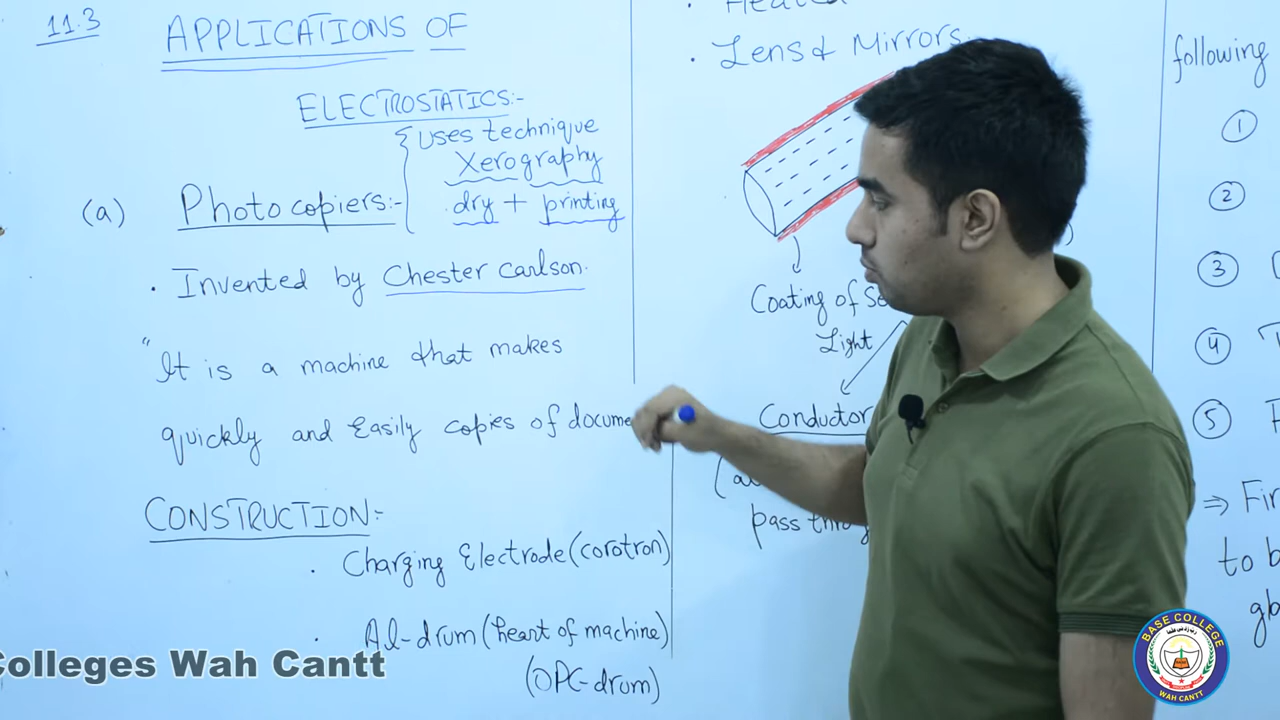 11.3
APPLICATIONS OF
ELECTROSTATICS:-
(a) Photocopiers:-
Uses technique
Xerography
dry + printing
. Invented by Chester Carlson.
"It is a machine that makes
quickly and Easily copies of docume
CONSTRUCTION:-
. Charging Electrode (corotron)
. Al-drum (heart of machine)
(OPC-drum)
. Heated
. Lens & Mirrors.
Coating of Se
Light
Conductor
pass thro
following
1
2
3
4
5
⇒ Fir
to b
Colleges Wah Cantt
BASE COLLEGE
WAH CANTT